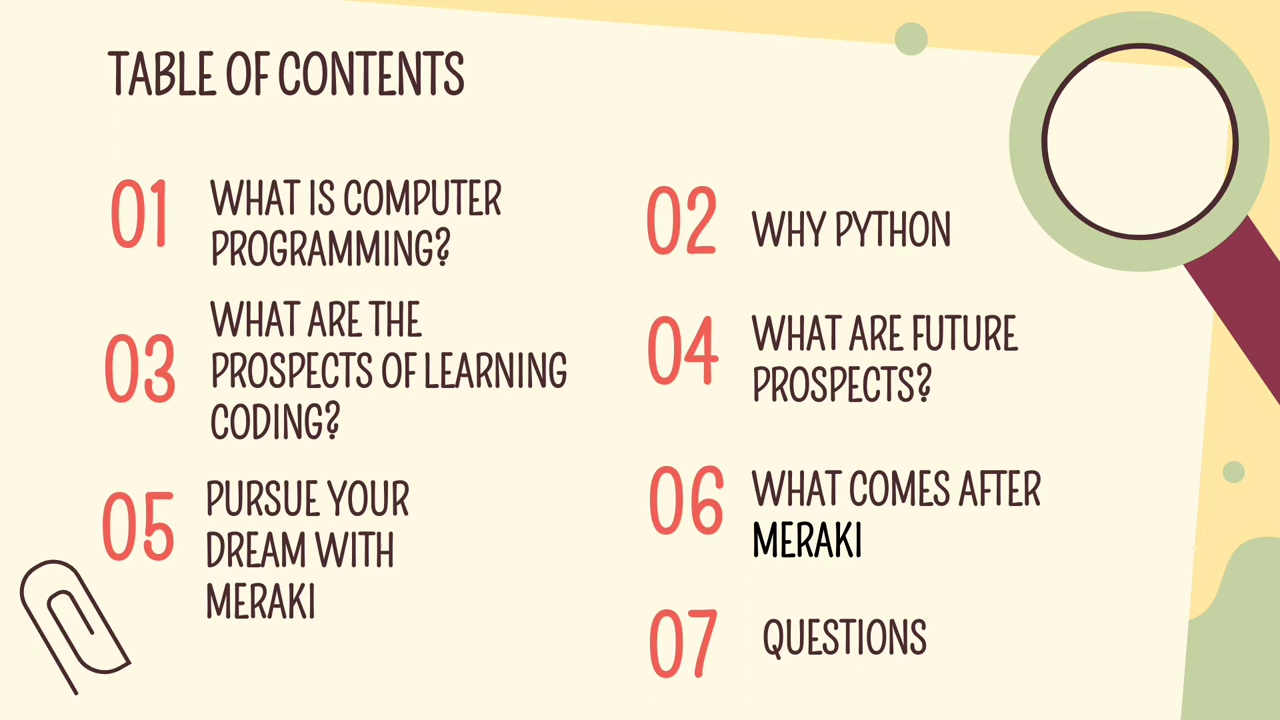 TABLE OF CONTENTS
01
WHAT IS COMPUTER
PROGRAMMING?
02
WHY PYTHON
03
WHAT ARE THE
PROSPECTS OF LEARNING
CODING?
04
WHAT ARE FUTURE
PROSPECTS?
05
PURSUE YOUR
DREAM WITH
MERAKI
06
WHAT COMES AFTER
MERAKI
07
QUESTIONS